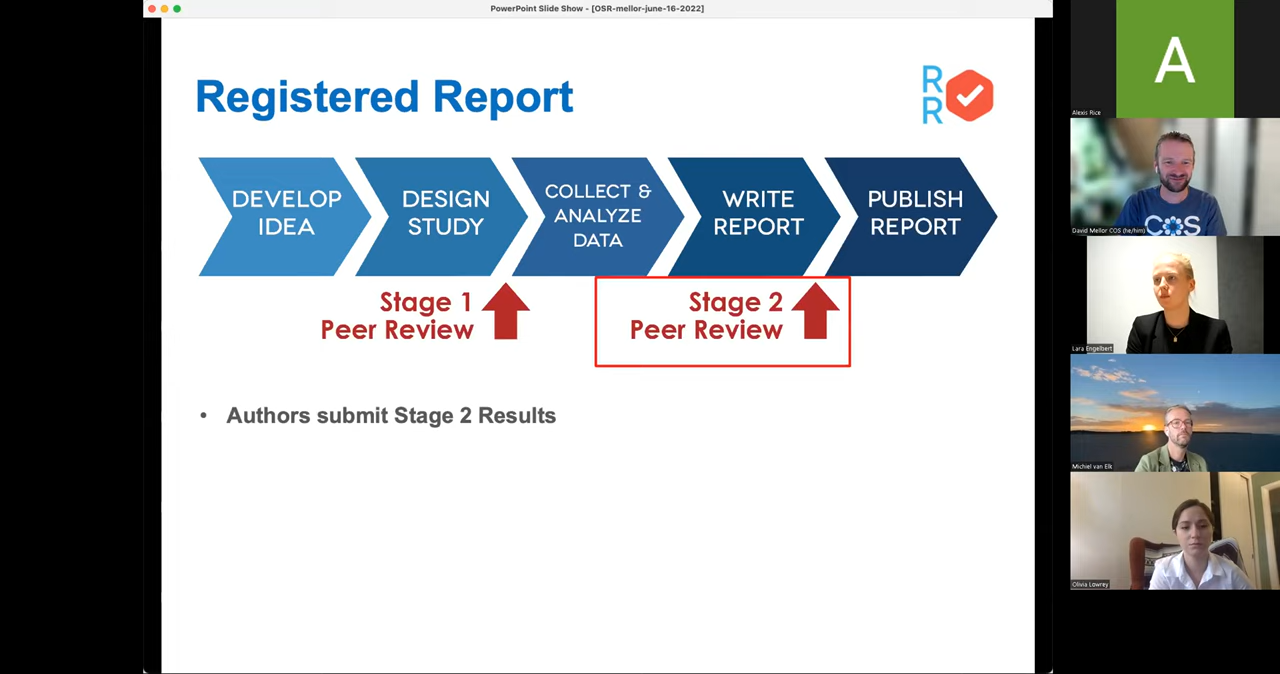 PowerPoint Slide Show - [OSR-mellor-june-16-2022]
Registered Report
R
R
DEVELOP
IDEA
DESIGN
STUDY
COLLECT &
ANALYZE
DATA
WRITE
REPORT
PUBLISH
REPORT
Stage 1
Peer Review
Stage 2
Peer Review
• Authors submit Stage 2 Results
A
Alexis Rice
COS
David Mellor COS (he/him)
Lara Engelbert
Michiel van Elk
Olivia Lowrey